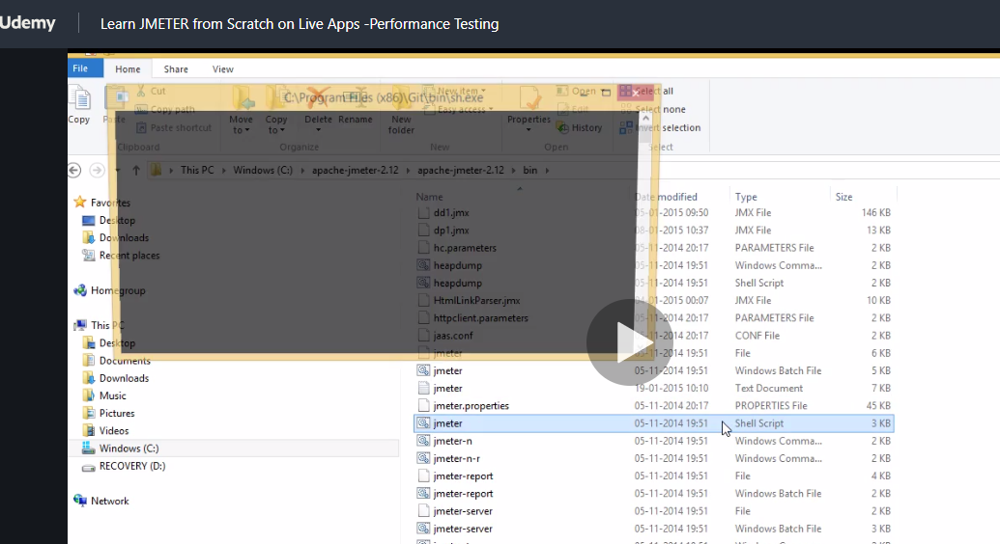 Udemy
Learn JMETER from Scratch on Live Apps -Performance Testing
File Home Share View
C:\Program Files (x86)\Git\bin\sh.exe
Cut
Copy path
Paste shortcut
Copy
Move to
Copy to
Delete
Rename
New folder
New item
Easy access
Properties
Open
Edit
History
Select all
Select none
Invert selection
Clipboard Organize New Open Select
This PC Windows (C:) apache-jmeter-2.12 apache-jmeter-2.12 bin
Favorites
Desktop
Downloads
Recent places
Homegroup
This PC
Desktop
Documents
Downloads
Music
Pictures
Videos
Windows (C:)
RECOVERY (D:)
Network
Name Date modified Type Size
dd1.jmx 05-01-2015 09:50 JMX File 146 KB
dp1.jmx 01-2015 10:37 JMX File 13 KB
hc.parameters 05-11-2014 20:17 PARAMETERS File 2 KB
heapdump 05-11-2014 19:51 Windows Comma... 2 KB
heapdump 05-11-2014 19:51 Shell Script 2 KB
HtmlLinkParser.jmx 01-2015 00:07 JMX File 10 KB
httpclient.parameters 05-11-2014 20:17 PARAMETERS File 2 KB
jaas.conf 2014 20:17 CONF File 2 KB
jmeter 2014 19:51 File 6 KB
jmeter 05-11-2014 19:51 Windows Batch File 5 KB
jmeter 19-01-2015 10:10 Text Document 7 KB
jmeter.properties 05-11-2014 20:17 PROPERTIES File 45 KB
jmeter 05-11-2014 19:51 Shell Script 3 KB
jmeter-n 05-11-2014 19:51 Windows Comma... 2 KB
jmeter-n-r 05-11-2014 19:51 Windows Comma... 2 KB
jmeter-report 05-11-2014 19:51 File 4 KB
jmeter-report 05-11-2014 19:51 Windows Batch File 2 KB
jmeter-server 05-11-2014 19:51 File 2 KB
jmeter-server 05-11-2014 19:51 Windows Batch File 3 KB